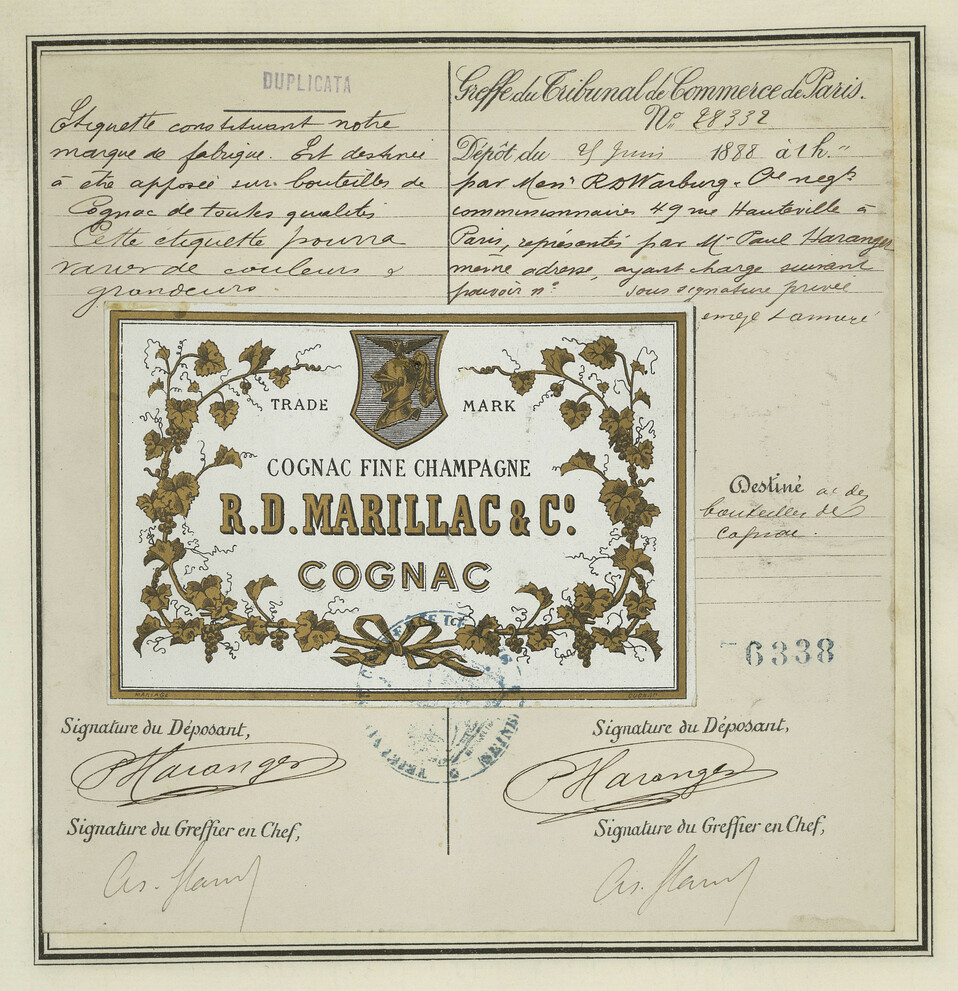 DUPLICATA
Etiquette constituant notre
marque de fabrique. Est destinée
à être apposée sur bouteilles de
Cognac de toutes qualités
Cette étiquette pourra
varier de couleurs &
grandeurs.
Greffe du Tribunal de Commerce de Paris.
No. 28332
Dépôt du Juin 1888 à 1h.
par Messrs R D Warburg Cie negts
commissionnaires 49 rue Hauteville à
Paris, représentés par Mr Paul Haranger
même adresse, ayant charge suivant
pouvoir no. sous signature privée
TRADE MARK
COGNAC FINE CHAMPAGNE
R.D. MARILLAC & Co.
COGNAC
Destiné à des
bouteilles de
Cognac.
6338
Signature du Déposant,
PHaranger
Signature du Greffier en Chef,
Signature du Déposant,
PHaranger
Signature du Greffier en Chef,